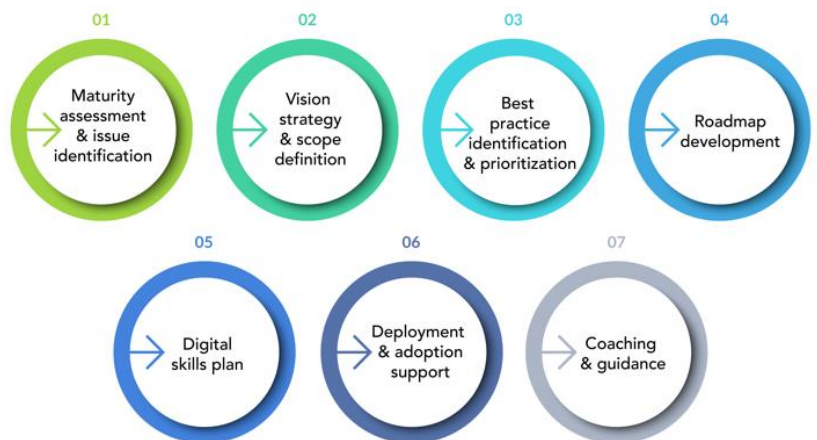 01
02
03
04
Maturity
assessment
& issue
identification
Vision
strategy
& scope
definition
Best
practice
identification
& prioritization
Roadmap
development
05
06
07
Digital
skills plan
Deployment
& adoption
support
Coaching
& guidance